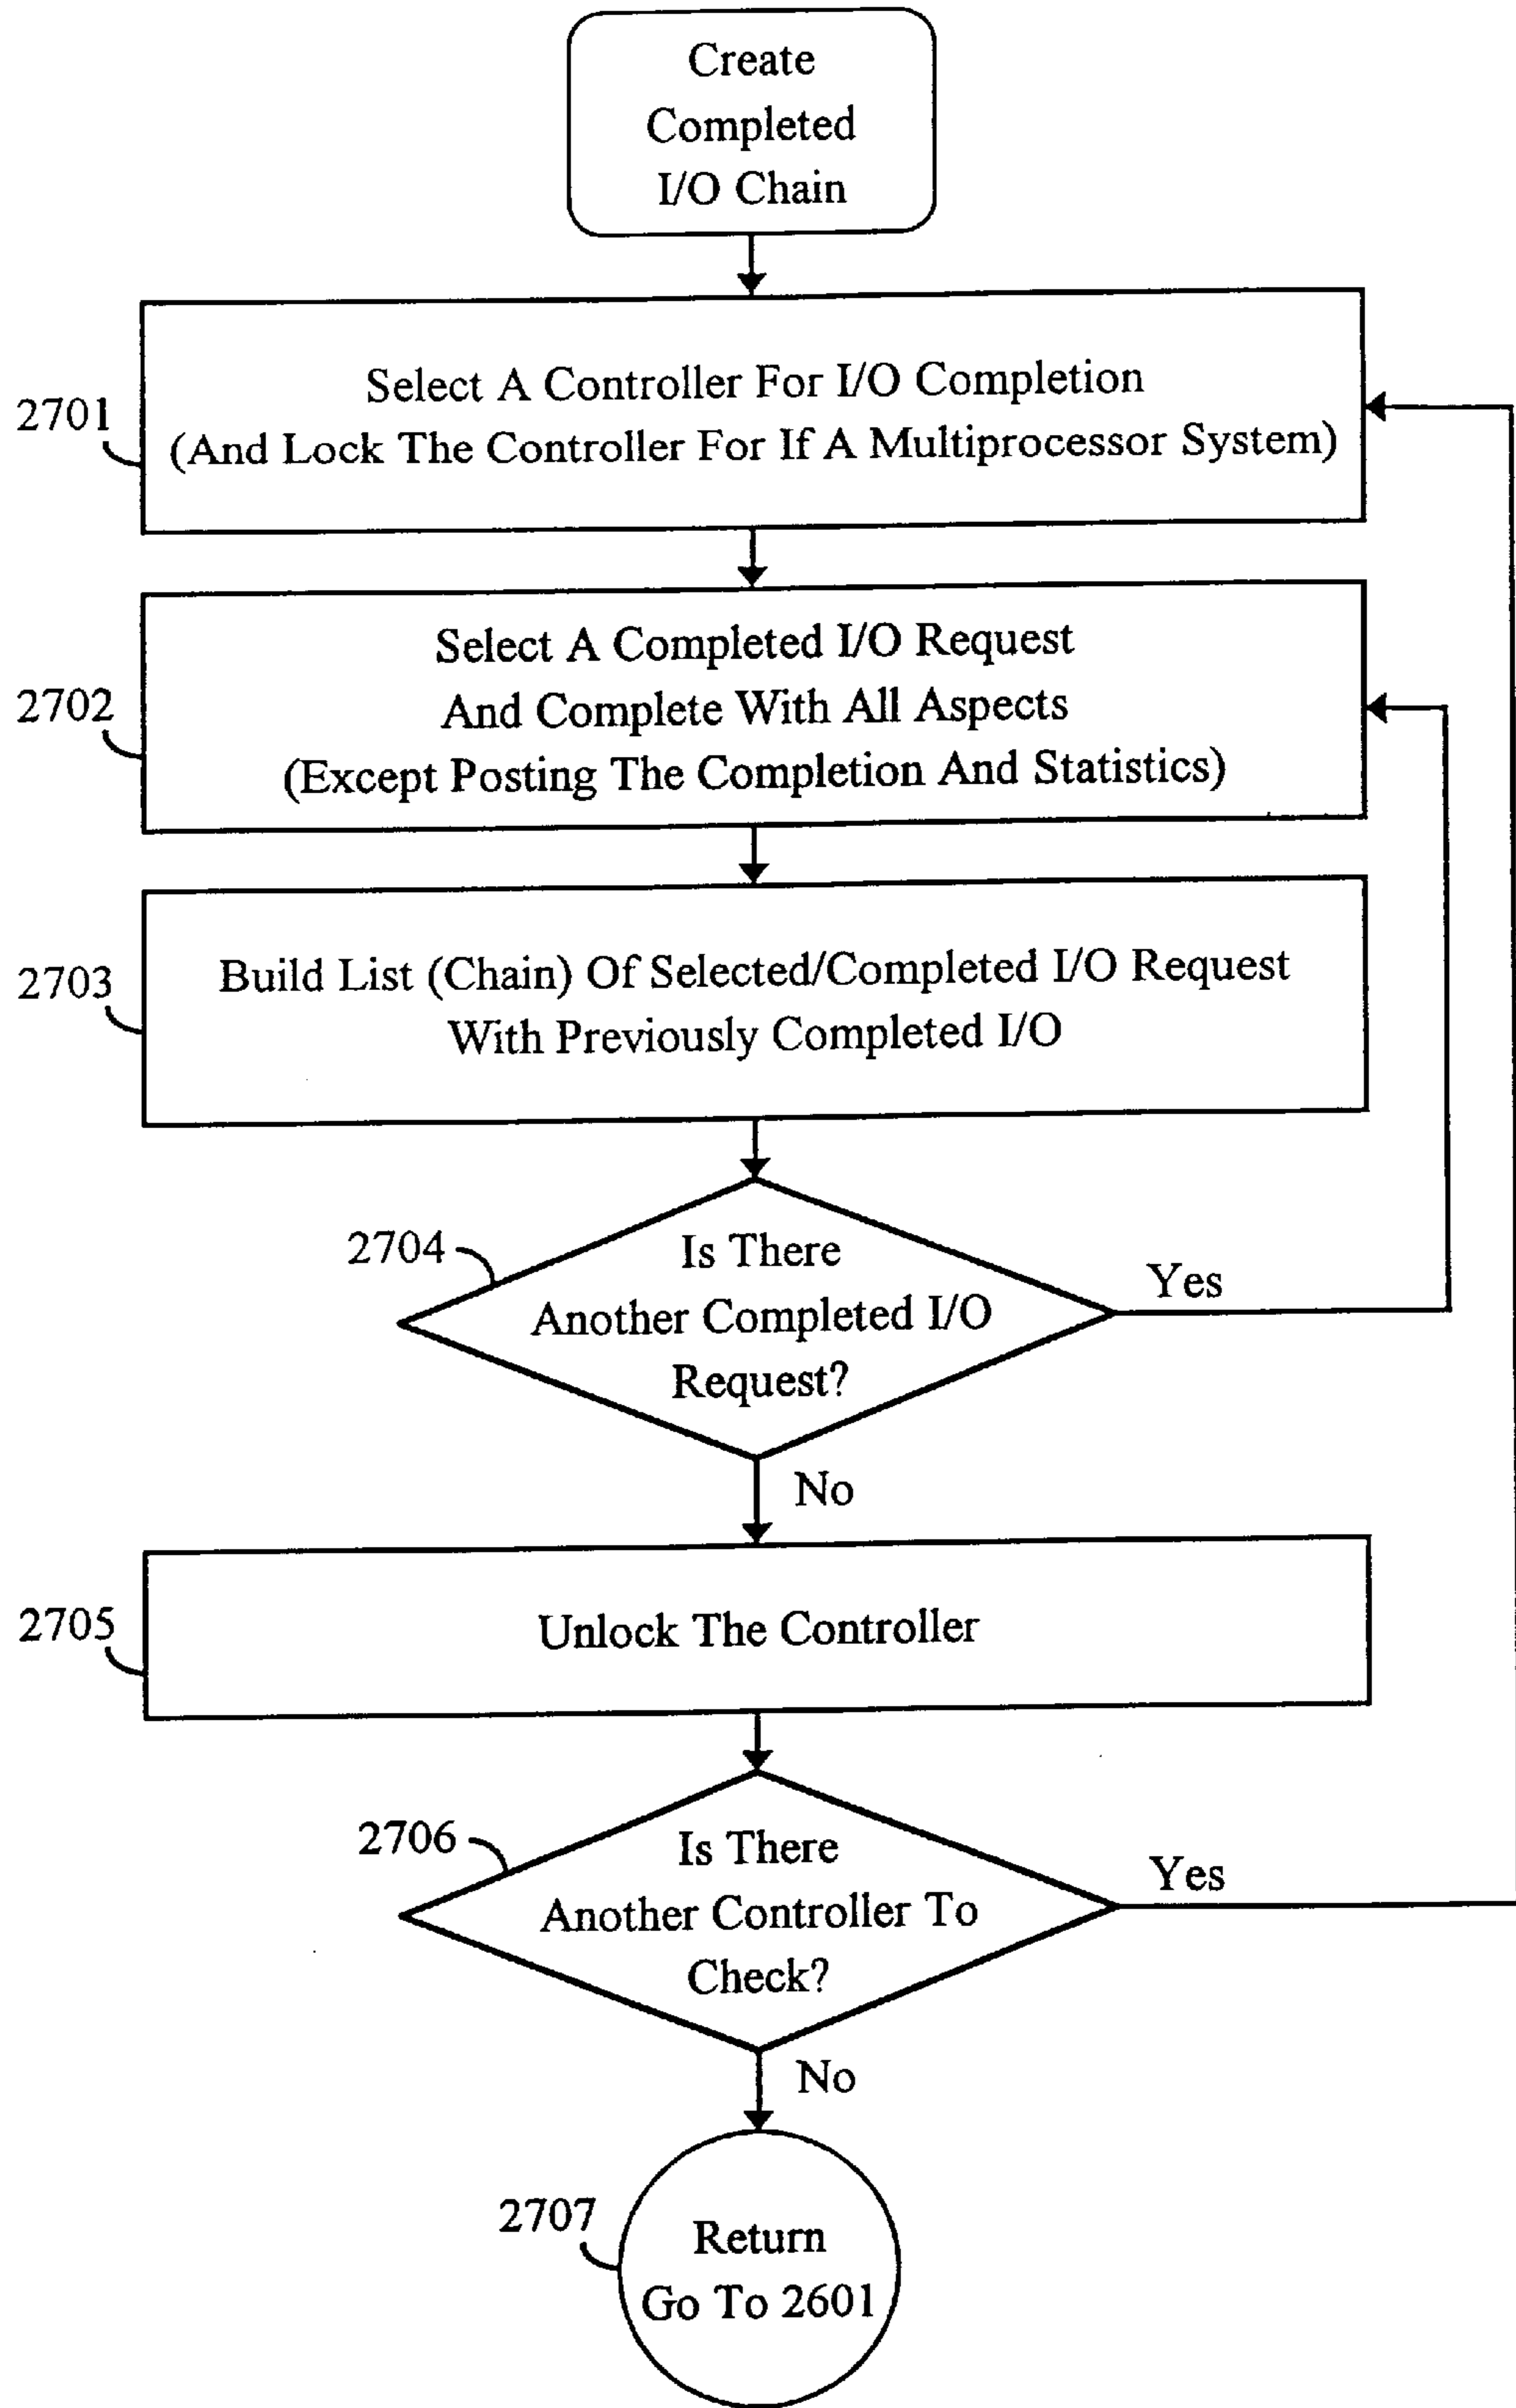 Create
Completed
I/O Chain
2701
Select A Controller For I/O Completion
(And Lock The Controller For If A Multiprocessor System)
2702
Select A Completed I/O Request
And Complete With All Aspects
(Except Posting The Completion And Statistics)
2703
Build List (Chain) Of Selected/Completed I/O Request
With Previously Completed I/O
2704
Is There
Another Completed I/O
Request?
Yes
No
2705
Unlock The Controller
2706
Is There
Another Controller To
Check?
Yes
No
2707
Return
Go To 2601